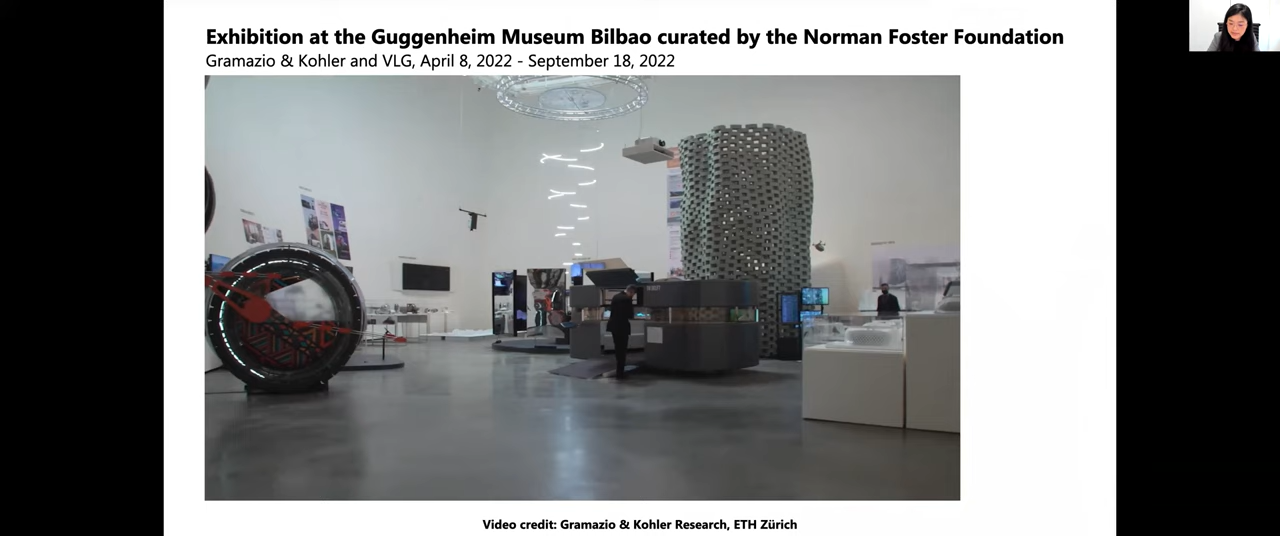 Exhibition at the Guggenheim Museum Bilbao curated by the Norman Foster Foundation
Gramazio & Kohler and VLG, April 8, 2022 - September 18, 2022
Video credit: Gramazio & Kohler Research, ETH Zürich